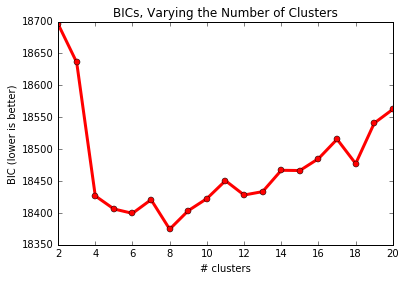 BICs, Varying the Number of Clusters
18700
18650
18600
18550
18500
18450
18400
18350
BIC (lower is better)
2 4 6 8 10 12 14 16 18 20
# clusters